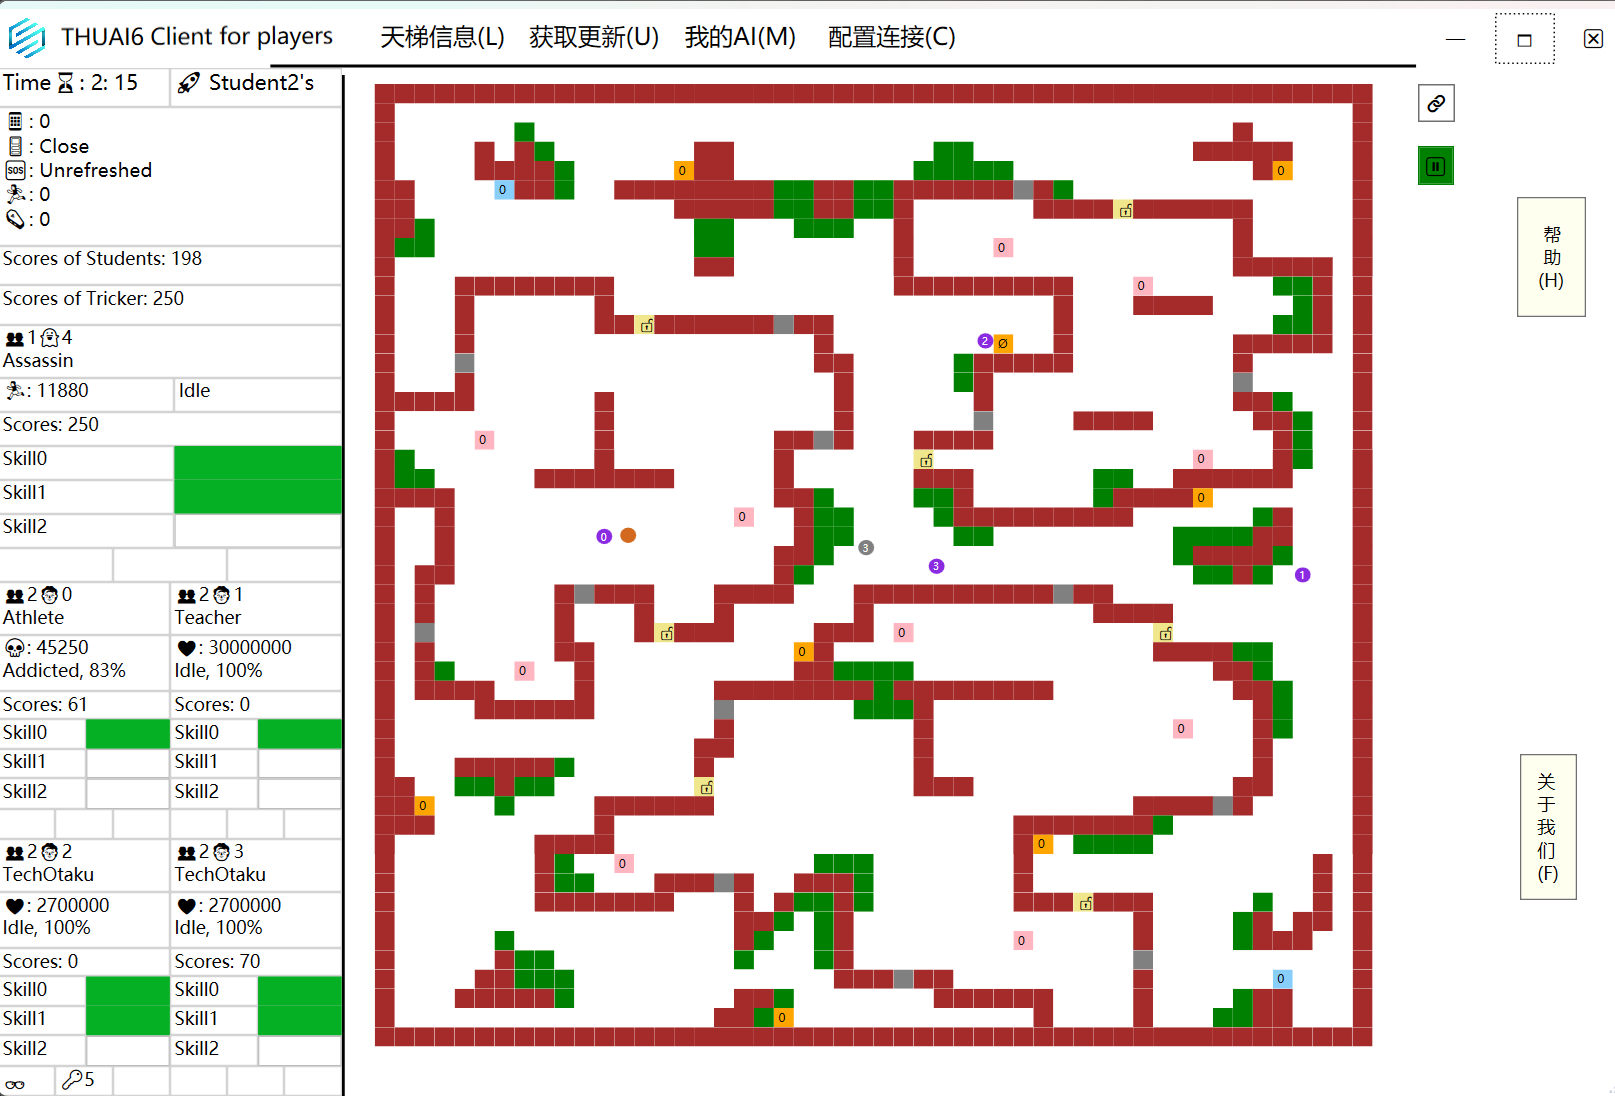 THUAI6 Client for players
天梯信息(L) 获取更新(U) 我的AI(M) 配置连接(C)
Time : 2: 15
Student2's
: 0
: Close
SOS : Unrefreshed
: 0
: 0
Scores of Students: 198
Scores of Tricker: 250
1 4
Assassin
: 11880
Idle
Scores: 250
Skill0
Skill1
Skill2
2 0
Athlete
: 45250
Addicted, 83%
Scores: 61
Skill0
Skill1
Skill2
2 1
Teacher
: 30000000
Idle, 100%
Scores: 0
Skill0
Skill1
Skill2
2 2
TechOtaku
: 2700000
Idle, 100%
Scores: 0
Skill0
Skill1
Skill2
2 3
TechOtaku
: 2700000
Idle, 100%
Scores: 70
Skill0
Skill1
Skill2
5
0
0
0
0
0
2
Ø
0
0
0
0
0
3
3
1
0
0
0
0
0
0
0
0
0
0
帮
助
(H)
关
于
我
们
(F)